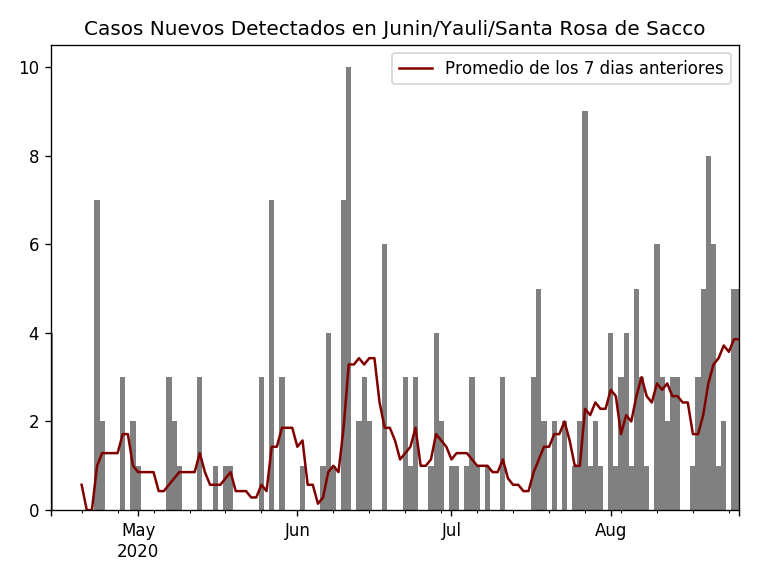 Casos Nuevos Detectados en Junin/Yauli/Santa Rosa de Sacco
Promedio de los 7 dias anteriores
10
8
6
4
2
0
May
2020
Jun
Jul
Aug